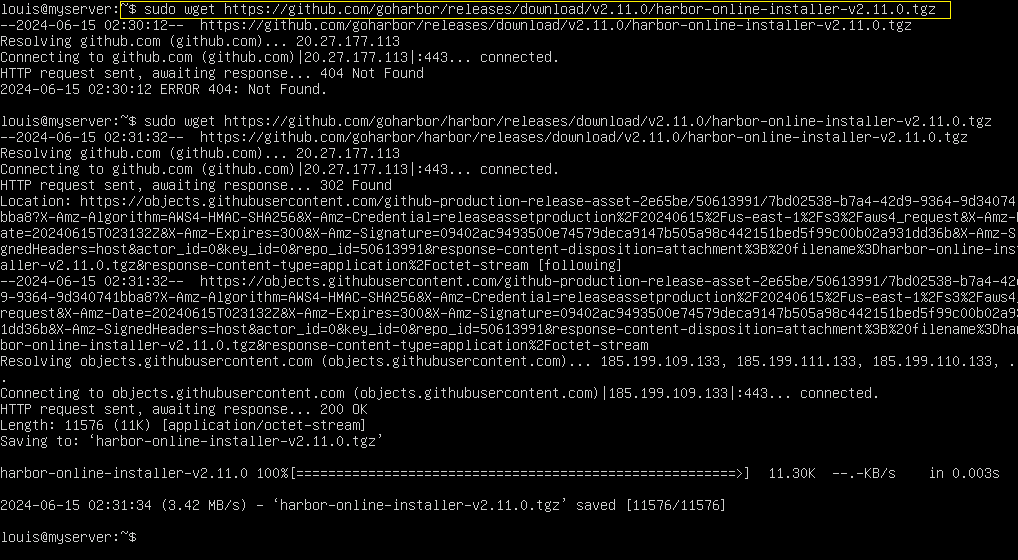 louis@myserver:~$ sudo wget https://github.com/goharbor/releases/download/v2.11.0/harbor-online-installer-v2.11.0.tgz
--2024-06-15 02:30:12--  https://github.com/goharbor/releases/download/v2.11.0/harbor-online-installer-v2.11.0.tgz
Resolving github.com (github.com)... 20.27.177.113
Connecting to github.com (github.com)|20.27.177.113|:443... connected.
HTTP request sent, awaiting response... 404 Not Found
2024-06-15 02:30:12 ERROR 404: Not Found.
louis@myserver:~$ sudo wget https://github.com/goharbor/harbor/releases/download/v2.11.0/harbor-online-installer-v2.11.0.tgz
--2024-06-15 02:31:32--  https://github.com/goharbor/harbor/releases/download/v2.11.0/harbor-online-installer-v2.11.0.tgz
Resolving github.com (github.com)... 20.27.177.113
Connecting to github.com (github.com)|20.27.177.113|:443... connected.
HTTP request sent, awaiting response... 302 Found
Location: https://objects.githubusercontent.com/github-production-release-asset-2e65be/50613991/7bd02538-b7a4-42d9-9364-9d34074
bba8?X-Amz-Algorithm=AWS4-HMAC-SHA256&X-Amz-Credential=releaseassetproduction%2F20240615%2Fus-east-1%2Fs3%2Faws4_request&X-Amz-
ate=20240615T023132Z&X-Amz-Expires=300&X-Amz-Signature=09402ac9493500e74579deca9147b505a98c442151bed5f99c00b02a931dd36b&X-Amz-S
gnedHeaders=host&actor_id=0&key_id=0&repo_id=50613991&response-content-disposition=attachment%3B%20filename%3Dharbor-online-ins
aller-v2.11.0.tgz&response-content-type=application%2Foctet-stream [following]
--2024-06-15 02:31:32--  https://objects.githubusercontent.com/github-production-release-asset-2e65be/50613991/7bd02538-b7a4-42
9-9364-9d340741bba8?X-Amz-Algorithm=AWS4-HMAC-SHA256&X-Amz-Credential=releaseassetproduction%2F20240615%2Fus-east-1%2Fs3%2Faws4
request&X-Amz-Date=20240615T023132Z&X-Amz-Expires=300&X-Amz-Signature=09402ac9493500e74579deca9147b505a98c442151bed5f99c00b02a9
1dd36b&X-Amz-SignedHeaders=host&actor_id=0&key_id=0&repo_id=50613991&response-content-disposition=attachment%3B%20filename%3Dha
bor-online-installer-v2.11.0.tgz&response-content-type=application%2Foctet-stream
Resolving objects.githubusercontent.com (objects.githubusercontent.com)... 185.199.109.133, 185.199.111.133, 185.199.110.133, .
.
Connecting to objects.githubusercontent.com (objects.githubusercontent.com)|185.199.109.133|:443... connected.
HTTP request sent, awaiting response... 200 OK
Length: 11576 (11K) [application/octet-stream]
Saving to: ‘harbor-online-installer-v2.11.0.tgz’
harbor-online-installer-v2.11.0 100%[=======================================================>]  11.30K  --.-KB/s    in 0.003s
2024-06-15 02:31:34 (3.42 MB/s) - ‘harbor-online-installer-v2.11.0.tgz’ saved [11576/11576]
louis@myserver:~$